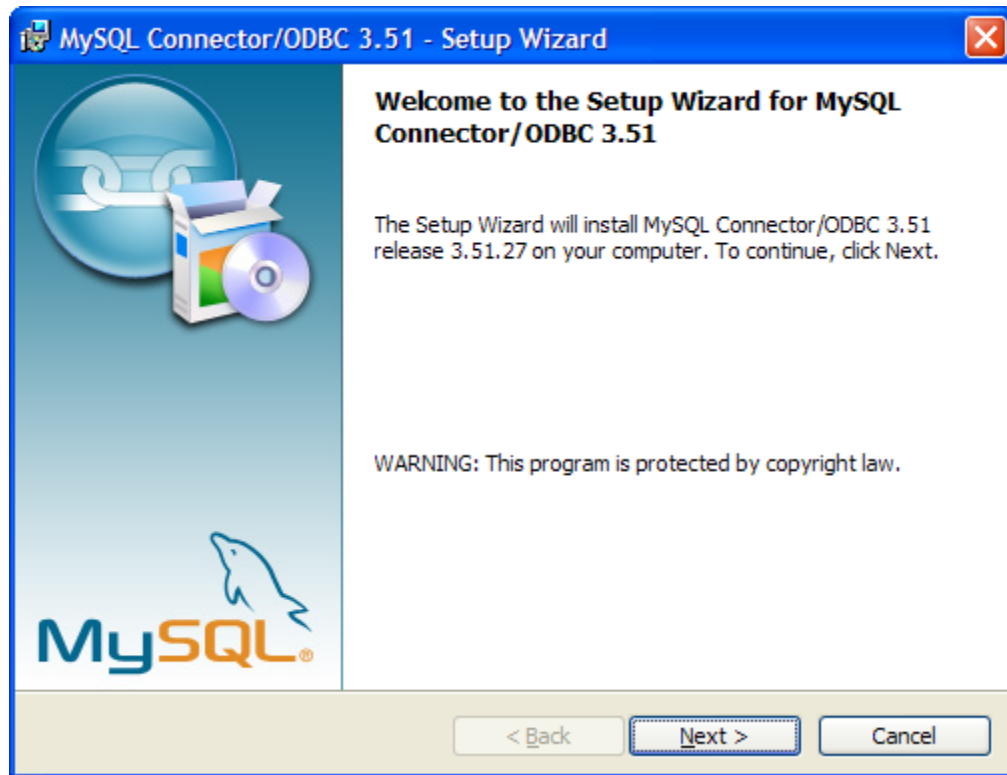 MySQL Connector/ODBC 3.51 - Setup Wizard
Welcome to the Setup Wizard for MySQL
Connector/ODBC 3.51
The Setup Wizard will install MySQL Connector/ODBC 3.51
release 3.51.27 on your computer. To continue, click Next.
WARNING: This program is protected by copyright law.
MySQL®
< Back Next > Cancel